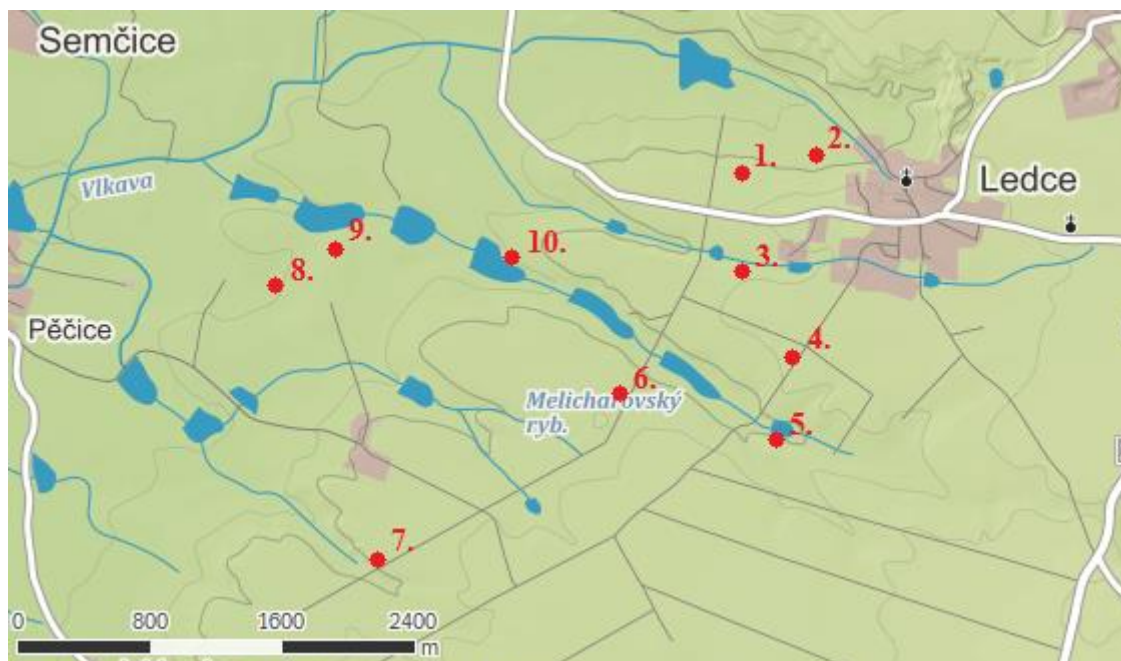 Semčice
1.
2.
Vlkava
Ledce
9.
10.
3.
8.
Pěčice
4.
6.
Melicharovský
ryb.
5.
7.
0 800 1600 2400
m